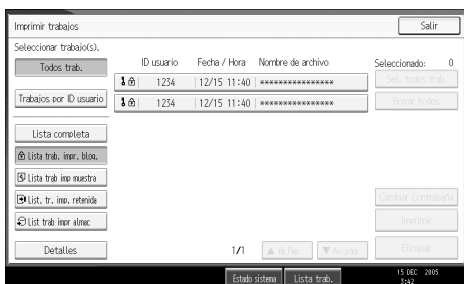 Imprimir trabajos
Salir
Seleccionar trabajo(s).
Todos trab.
ID usuario Fecha / Hora Nombre de archivo
Seleccionado: 0
Sel. todos trab.
1234 12/15 11:40 ****************
Trabajos por ID usuario
1234 12/15 11:40 ****************
Borrar todos
Lista completa
Lista trab. impr. bloq.
Lista trab imp muestra
List. tr. imp. retenida
Cambiar Contraseña
List trab impr almac
Imprimir
Detalles
1/1
▲ Re.Pág. ▼ Av.pág.
Eliminar
Estado sistema Lista trab.
15 DEC 2005
3:42